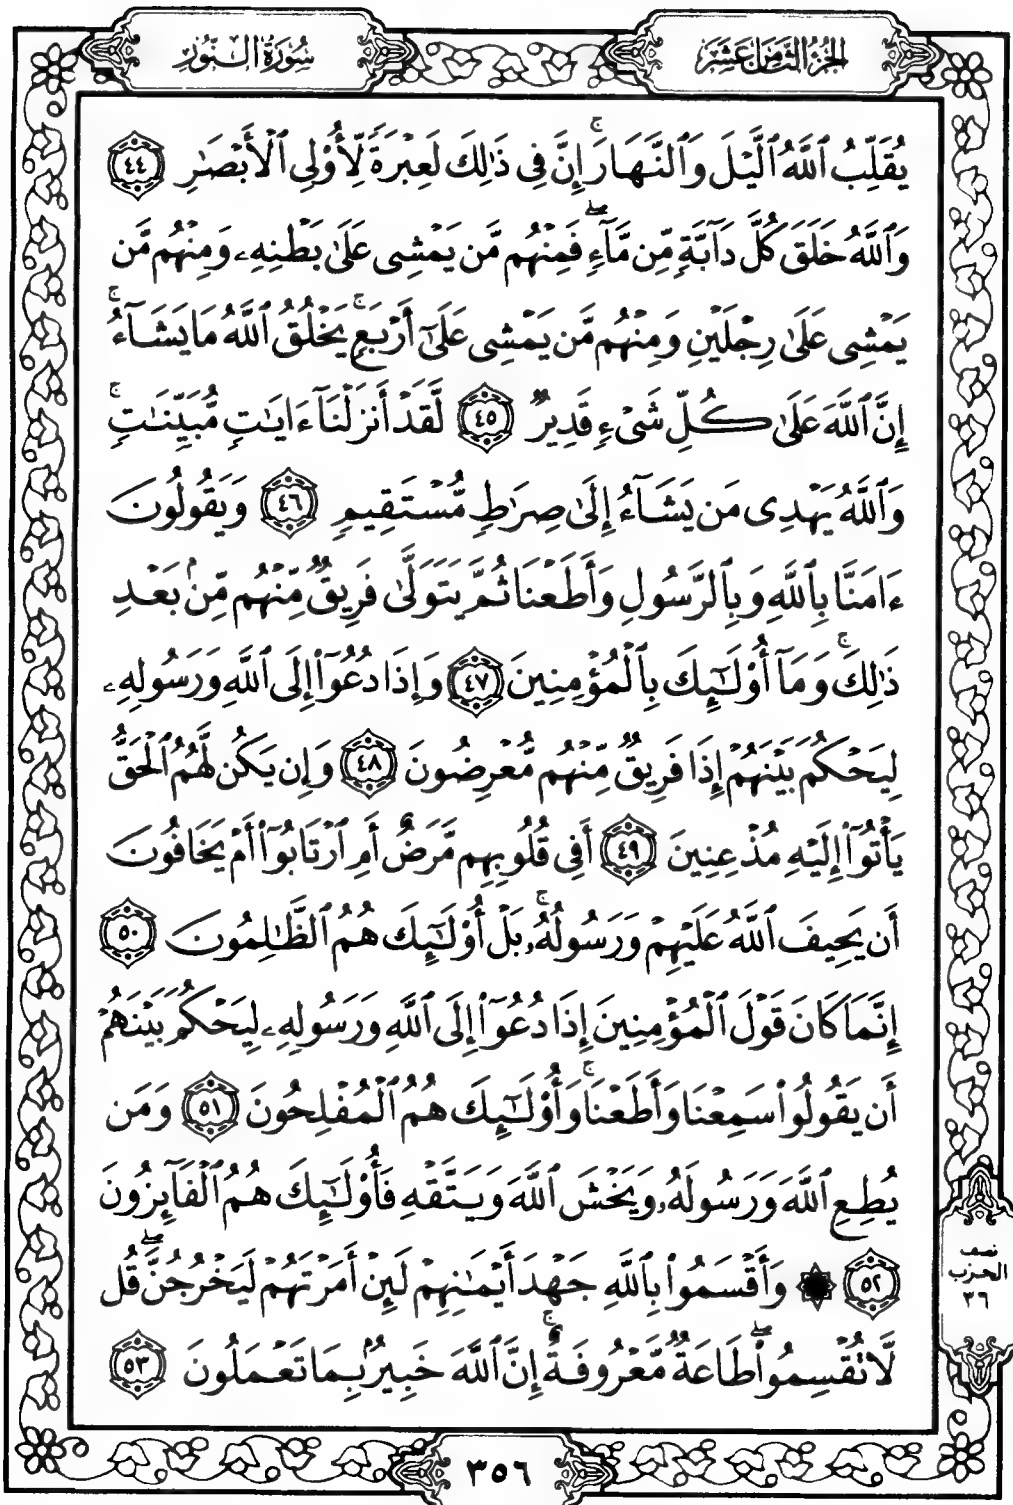 الجزء الثامن عشر
سورة النور
يُقَلِّبُ ٱللَّهُ ٱلَّيْلَ وَٱلنَّهَارَ ۚ إِنَّ فِى ذَٰلِكَ لَعِبْرَةً لِّأُو۟لِى ٱلْأَبْصَـٰرِ ٤٤
وَٱللَّهُ خَلَقَ كُلَّ دَآبَّةٍ مِّن مَّآءٍ ۖ فَمِنْهُم مَّن يَمْشِى عَلَىٰ بَطْنِهِۦ وَمِنْهُم مَّن
يَمْشِى عَلَىٰ رِجْلَيْنِ وَمِنْهُم مَّن يَمْشِى عَلَىٰٓ أَرْبَعٍ ۚ يَخْلُقُ ٱللَّهُ مَا يَشَآءُ ۚ
إِنَّ ٱللَّهَ عَلَىٰ كُلِّ شَىْءٍ قَدِيرٌ ٤٥ لَّقَدْ أَنزَلْنَآ ءَايَـٰتٍ مُّبَيِّنَـٰتٍ ۚ
وَٱللَّهُ يَهْدِى مَن يَشَآءُ إِلَىٰ صِرَٰطٍ مُّسْتَقِيمٍ ٤٦ وَيَقُولُونَ
ءَامَنَّا بِٱللَّهِ وَبِٱلرَّسُولِ وَأَطَعْنَا ثُمَّ يَتَوَلَّىٰ فَرِيقٌ مِّنْهُم مِّنۢ بَعْدِ
ذَٰلِكَ ۚ وَمَآ أُو۟لَـٰٓئِكَ بِٱلْمُؤْمِنِينَ ٤٧ وَإِذَا دُعُوٓا۟ إِلَى ٱللَّهِ وَرَسُولِهِۦ
لِيَحْكُمَ بَيْنَهُمْ إِذَا فَرِيقٌ مِّنْهُم مُّعْرِضُونَ ٤٨ وَإِن يَكُن لَّهُمُ ٱلْحَقُّ
يَأْتُوٓا۟ إِلَيْهِ مُذْعِنِينَ ٤٩ أَفِى قُلُوبِهِم مَّرَضٌ أَمِ ٱرْتَابُوٓا۟ أَمْ يَخَافُونَ
أَن يَحِيفَ ٱللَّهُ عَلَيْهِمْ وَرَسُولُهُۥ ۚ بَلْ أُو۟لَـٰٓئِكَ هُمُ ٱلظَّـٰلِمُونَ ٥٠
إِنَّمَا كَانَ قَوْلَ ٱلْمُؤْمِنِينَ إِذَا دُعُوٓا۟ إِلَى ٱللَّهِ وَرَسُولِهِۦ لِيَحْكُمَ بَيْنَهُمْ
أَن يَقُولُوا۟ سَمِعْنَا وَأَطَعْنَا ۚ وَأُو۟لَـٰٓئِكَ هُمُ ٱلْمُفْلِحُونَ ٥١ وَمَن
يُطِعِ ٱللَّهَ وَرَسُولَهُۥ وَيَخْشَ ٱللَّهَ وَيَتَّقْهِ فَأُو۟لَـٰٓئِكَ هُمُ ٱلْفَآئِزُونَ
٥٢ ۞ وَأَقْسَمُوا۟ بِٱللَّهِ جَهْدَ أَيْمَـٰنِهِمْ لَئِنْ أَمَرْتَهُمْ لَيَخْرُجُنَّ ۖ قُل
لَّا تُقْسِمُوا۟ ۖ طَاعَةٌ مَّعْرُوفَةٌ ۚ إِنَّ ٱللَّهَ خَبِيرٌۢ بِمَا تَعْمَلُونَ ٥٣
نصف
الحزب
٣٦
٣٥٦